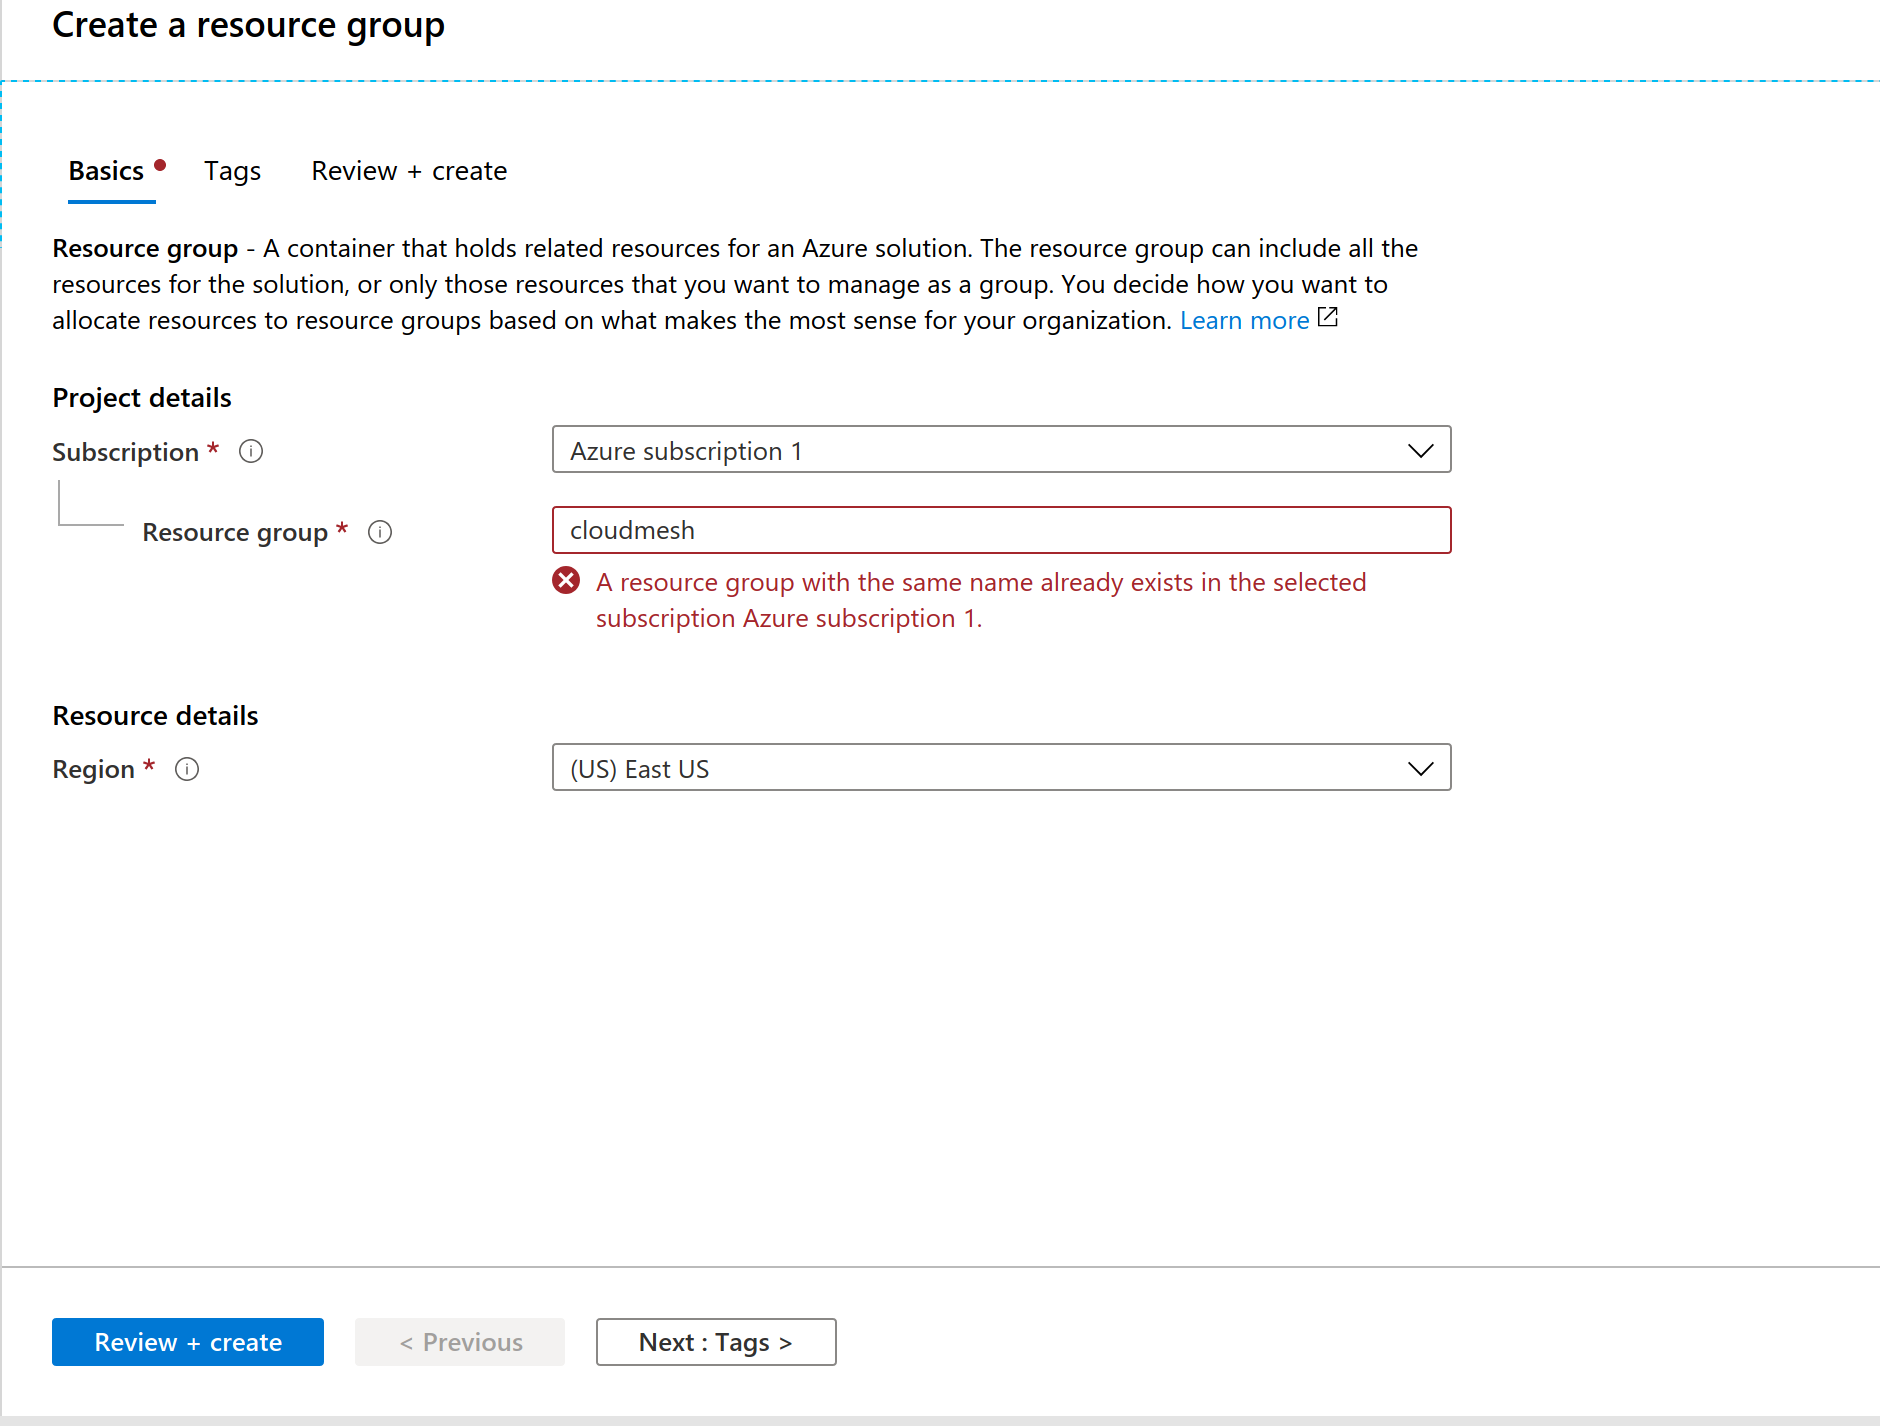 Create a resource group
Basics Tags Review + create
Resource group - A container that holds related resources for an Azure solution. The resource group can include all the
resources for the solution, or only those resources that you want to manage as a group. You decide how you want to
allocate resources to resource groups based on what makes the most sense for your organization. Learn more
Project details
Subscription * Azure subscription 1
Resource group * cloudmesh
A resource group with the same name already exists in the selected
subscription Azure subscription 1.
Resource details
Region * (US) East US
Review + create < Previous Next : Tags >